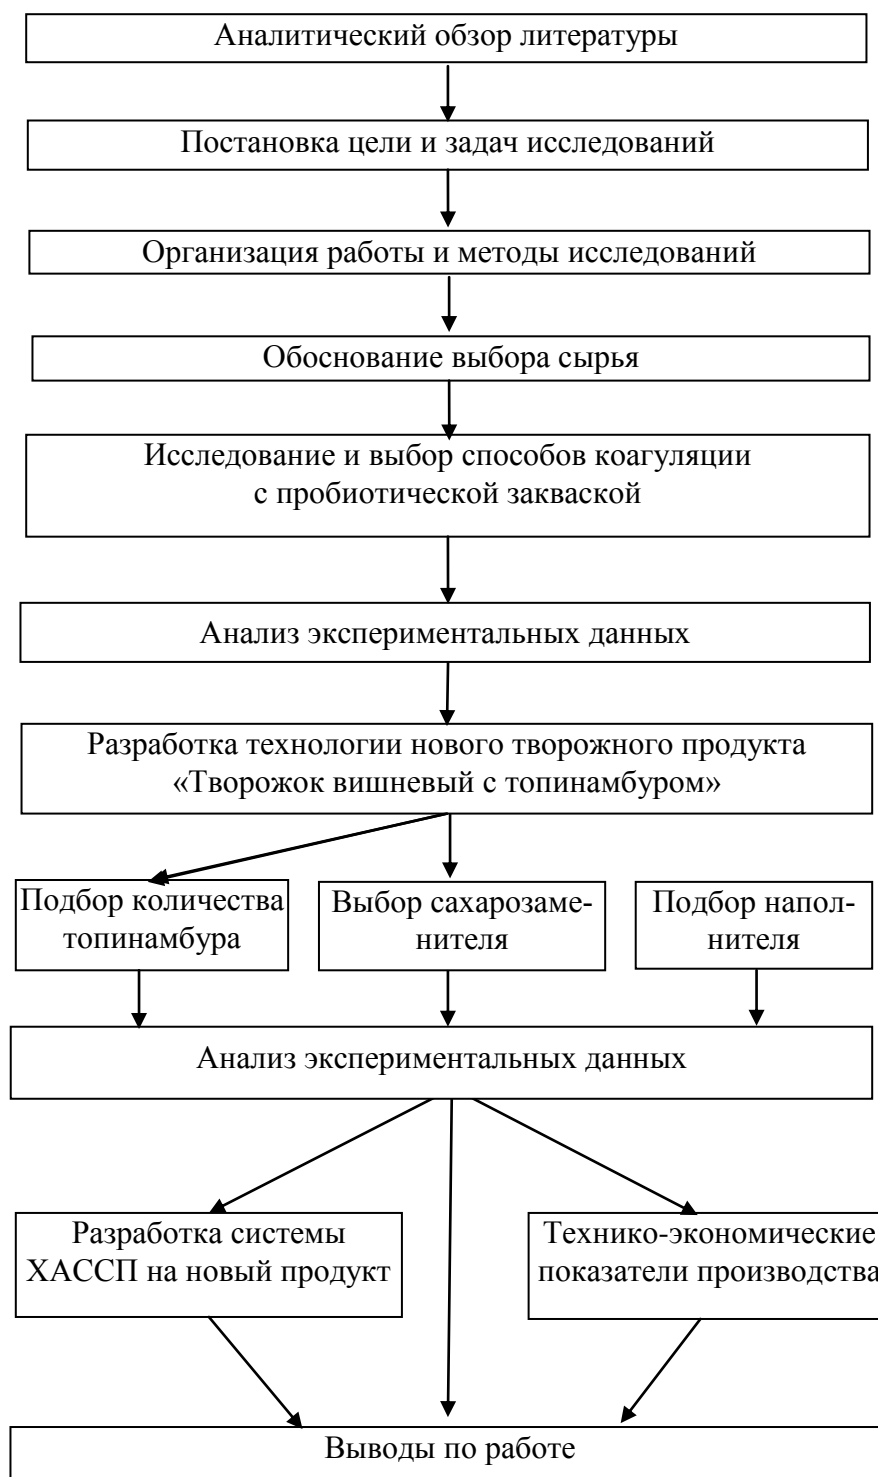 Аналитический обзор литературы
Постановка цели и задач исследований
Организация работы и методы исследований
Обоснование выбора сырья
Исследование и выбор способов коагуляции
с пробиотической закваской
Анализ экспериментальных данных
Разработка технологии нового творожного продукта
«Творожок вишневый с топинамбуром»
Подбор количества
топинамбура
Выбор сахарозаме-
нителя
Подбор напол-
нителя
Анализ экспериментальных данных
Разработка системы
ХАССП на новый продукт
Технико-экономические
показатели производства
Выводы по работе